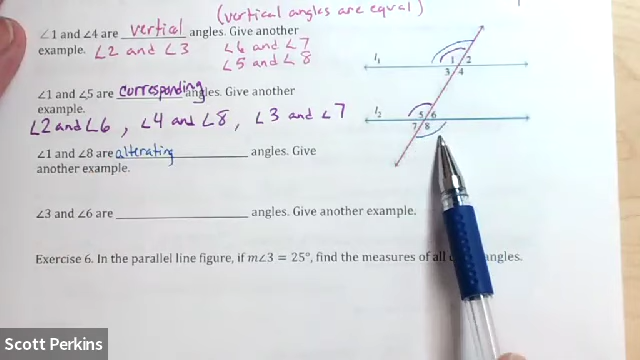 (vertical angles are equal)
∠1 and ∠4 are vertical angles. Give another
example. ∠2 and ∠3 ∠6 and ∠7
∠5 and ∠8
∠1 and ∠5 are corresponding angles. Give another
example.
∠2 and ∠6, ∠4 and ∠8, ∠3 and ∠7
∠1 and ∠8 are alterating angles. Give
another example.
∠3 and ∠6 are angles. Give another example.
Exercise 6. In the parallel line figure, if m∠3 = 25°, find the measures of all angles.
l₁ 1 2
3 4
l₂ 5 6
7 8
Scott Perkins